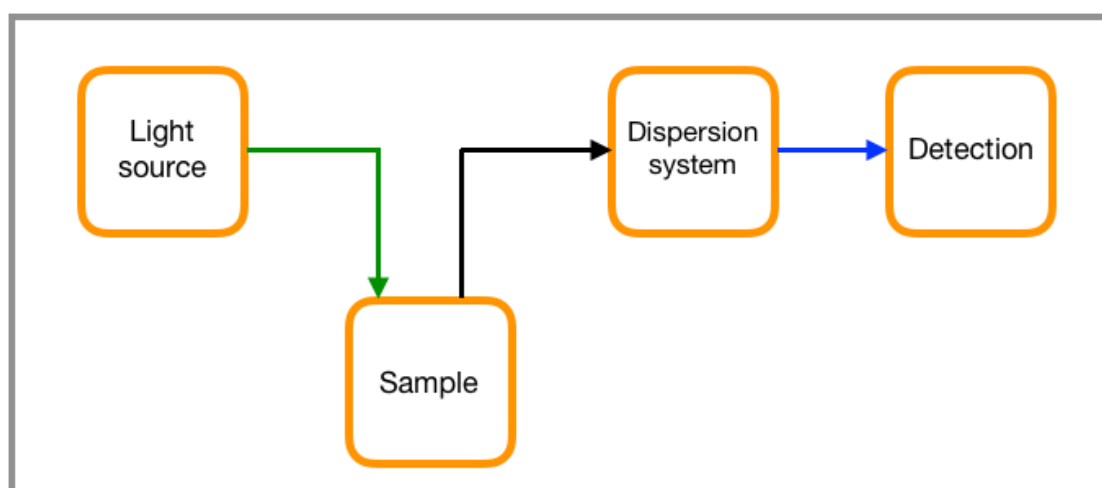 Light
source
Dispersion
system
Detection
Sample